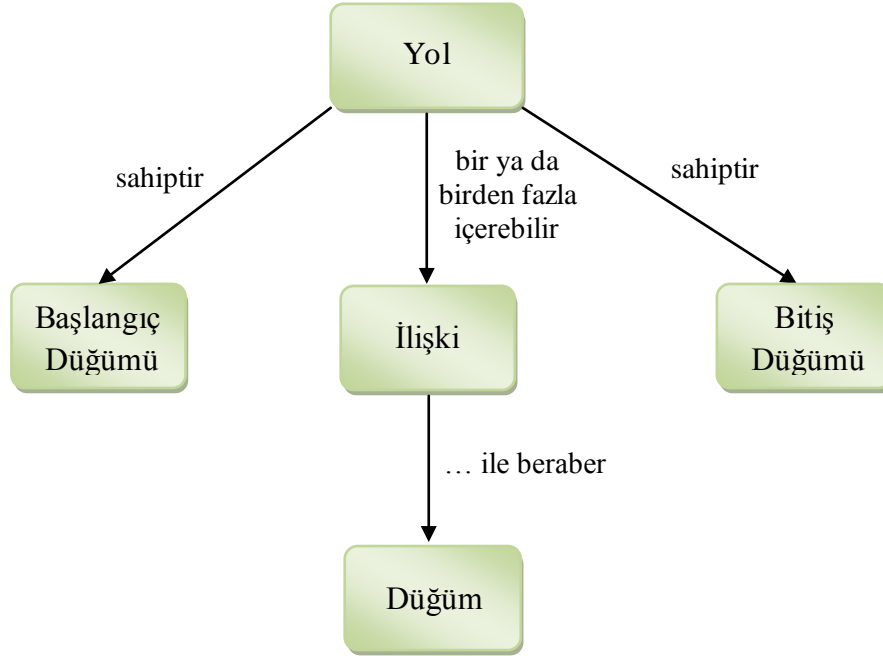 Yol
sahiptir
bir ya da
birden fazla
içerebilir
sahiptir
Başlangıç
Düğümü
İlişki
Bitiş
Düğümü
… ile beraber
Düğüm